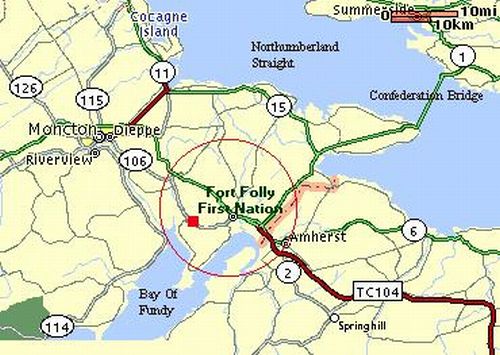 Cocagne
Island
Summerside
0 10mi
10km
Northumberland
Straight
1
11
126
115
15
Confederation Bridge
Moncton
Dieppe
Riverview
106
Fort Folly
First Nation
Amherst
6
2
TC104
Bay Of
Fundy
114
Springhill